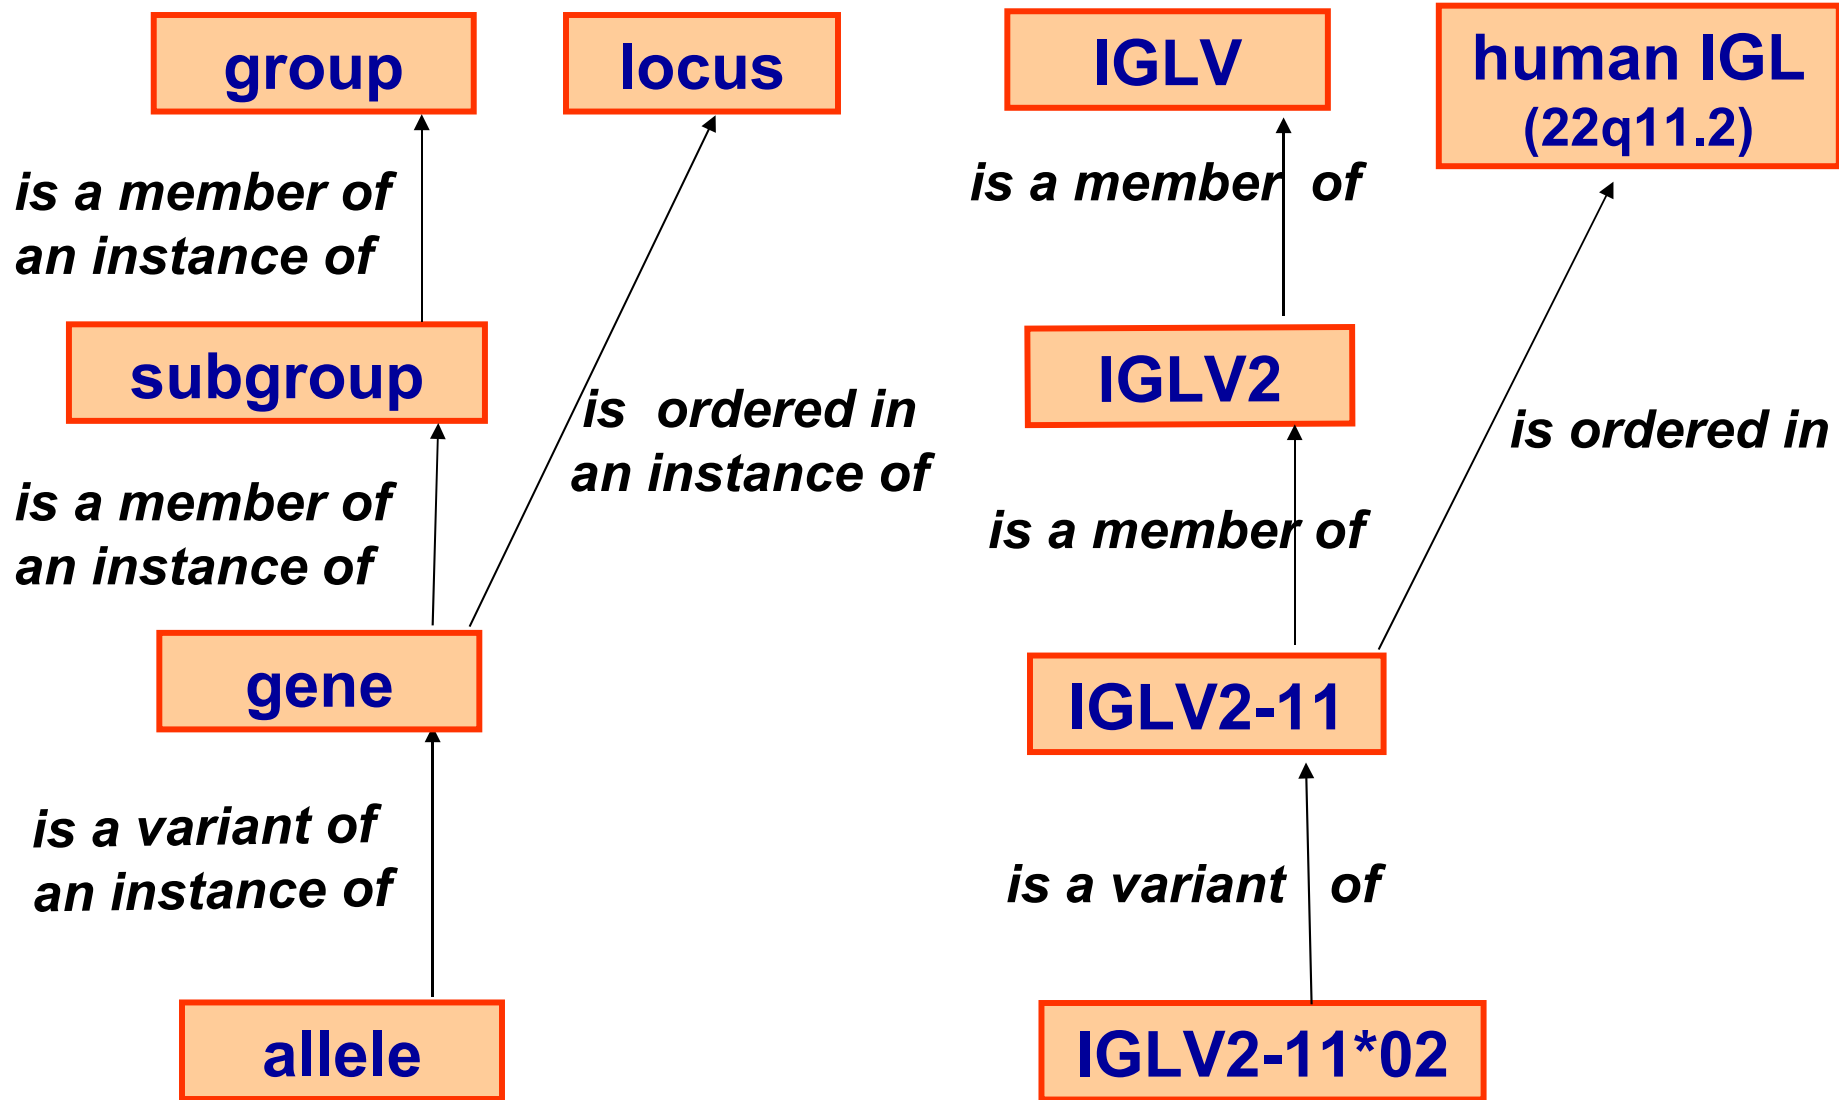 group
locus
is a member of
an instance of
subgroup
is ordered in
an instance of
is a member of
an instance of
gene
is a variant of
an instance of
allele
IGLV
human IGL
(22q11.2)
is a member of
IGLV2
is ordered in
is a member of
IGLV2-11
is a variant of
IGLV2-11*02